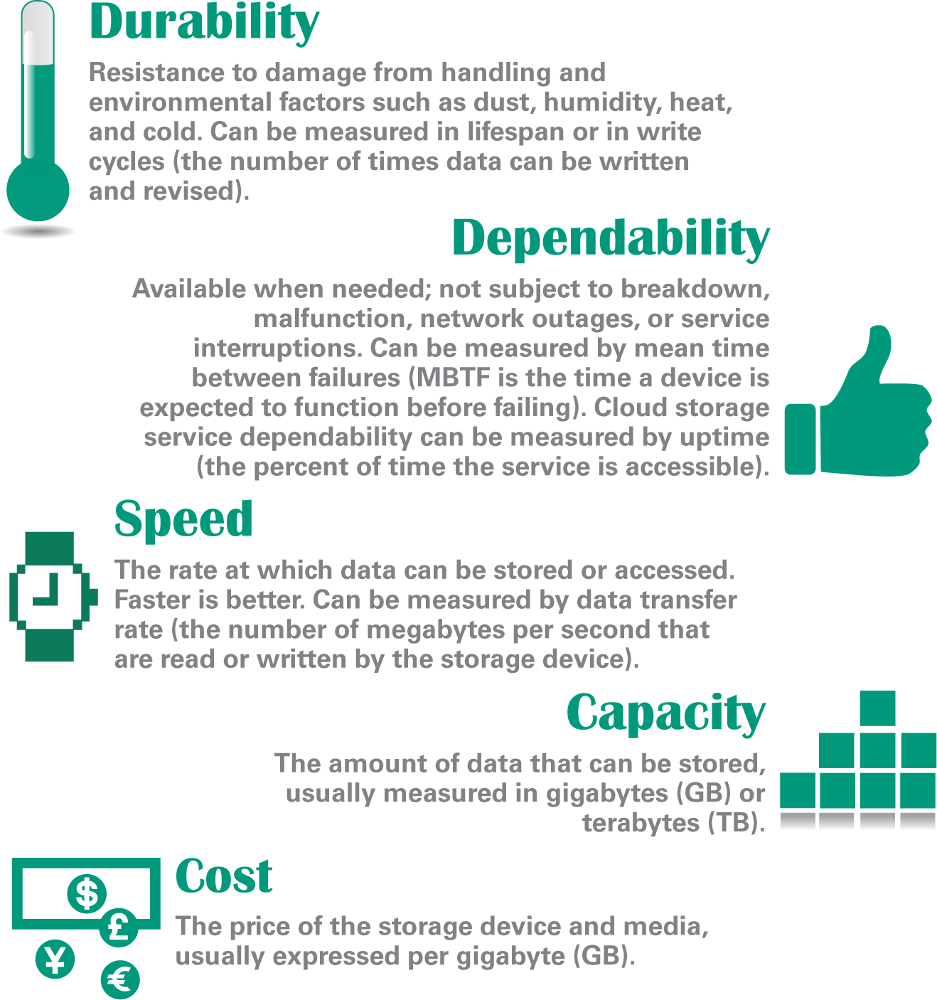 Durability
Resistance to damage from handling and
environmental factors such as dust, humidity, heat,
and cold. Can be measured in lifespan or in write
cycles (the number of times data can be written
and revised).
Dependability
Available when needed; not subject to breakdown,
malfunction, network outages, or service
interruptions. Can be measured by mean time
between failures (MBTF is the time a device is
expected to function before failing). Cloud storage
service dependability can be measured by uptime
(the percent of time the service is accessible).
Speed
The rate at which data can be stored or accessed.
Faster is better. Can be measured by data transfer
rate (the number of megabytes per second that
are read or written by the storage device).
Capacity
The amount of data that can be stored,
usually measured in gigabytes (GB) or
terabytes (TB).
Cost
The price of the storage device and media,
usually expressed per gigabyte (GB).
$
£
¥
€